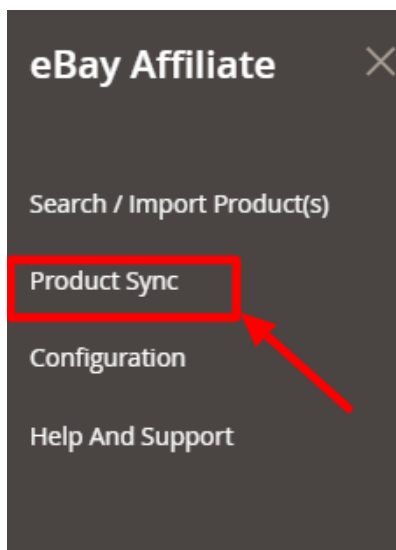 eBay Affiliate
Search / Import Product(s)
Product Sync
Configuration
Help And Support